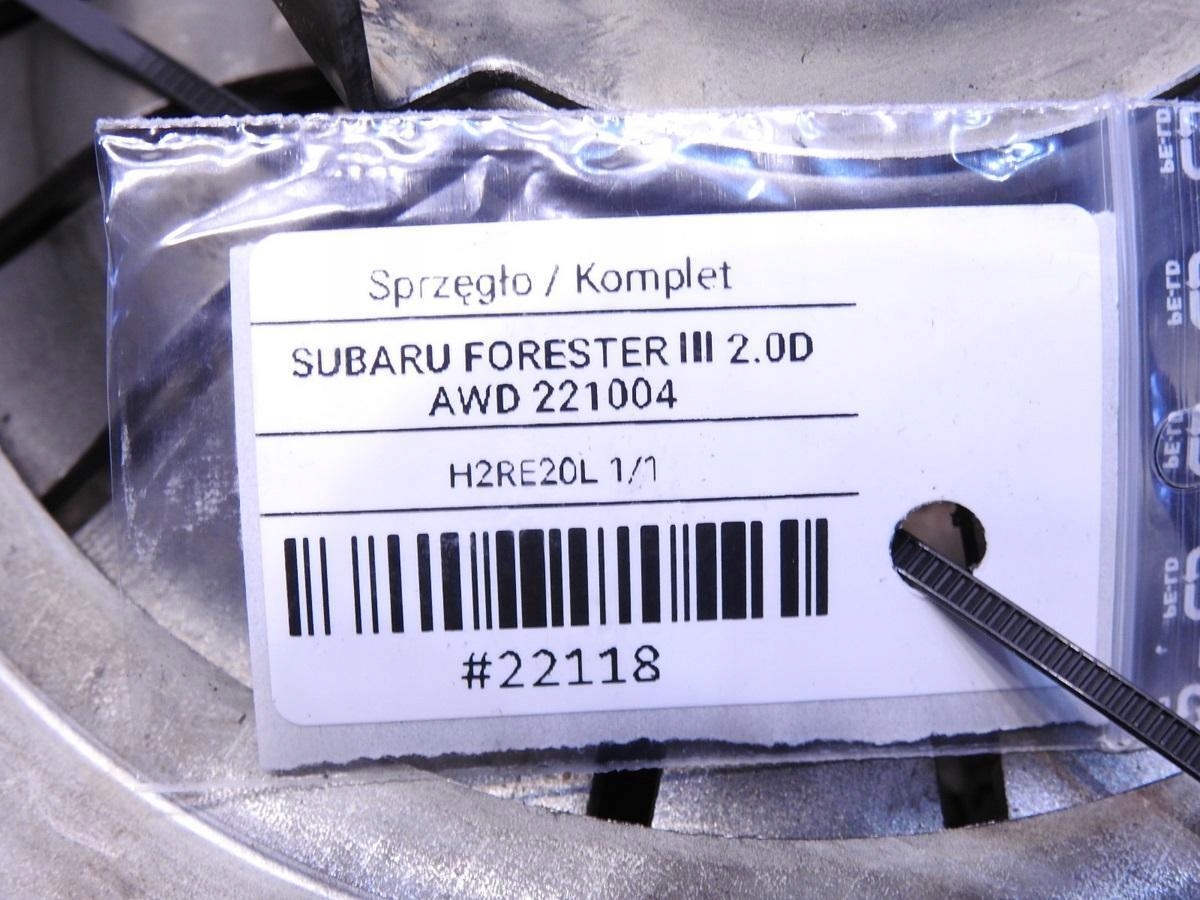 Sprzęgło / Komplet
SUBARU FORESTER III 2.0D
AWD 221004
H2RE20L 1/1
#22118